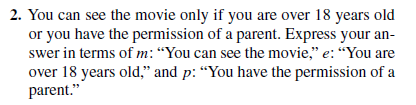 2. You can see the movie only if you are over 18 years old
or you have the permission of a parent. Express your an-
swer in terms of m: “You can see the movie,” e: “You are
over 18 years old,” and p: “You have the permission of a
parent.”